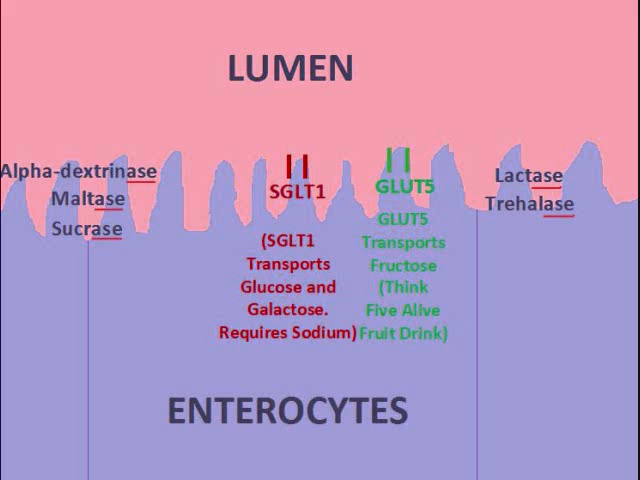 LUMEN
Alpha-dextrinase
Maltase
Sucrase
SGLT1
(SGLT1
Transports
Glucose and
Galactose.
Requires Sodium)
GLUT5
GLUT5
Transports
Fructose
(Think
Five Alive
Fruit Drink)
Lactase
Trehalase
ENTEROCYTES